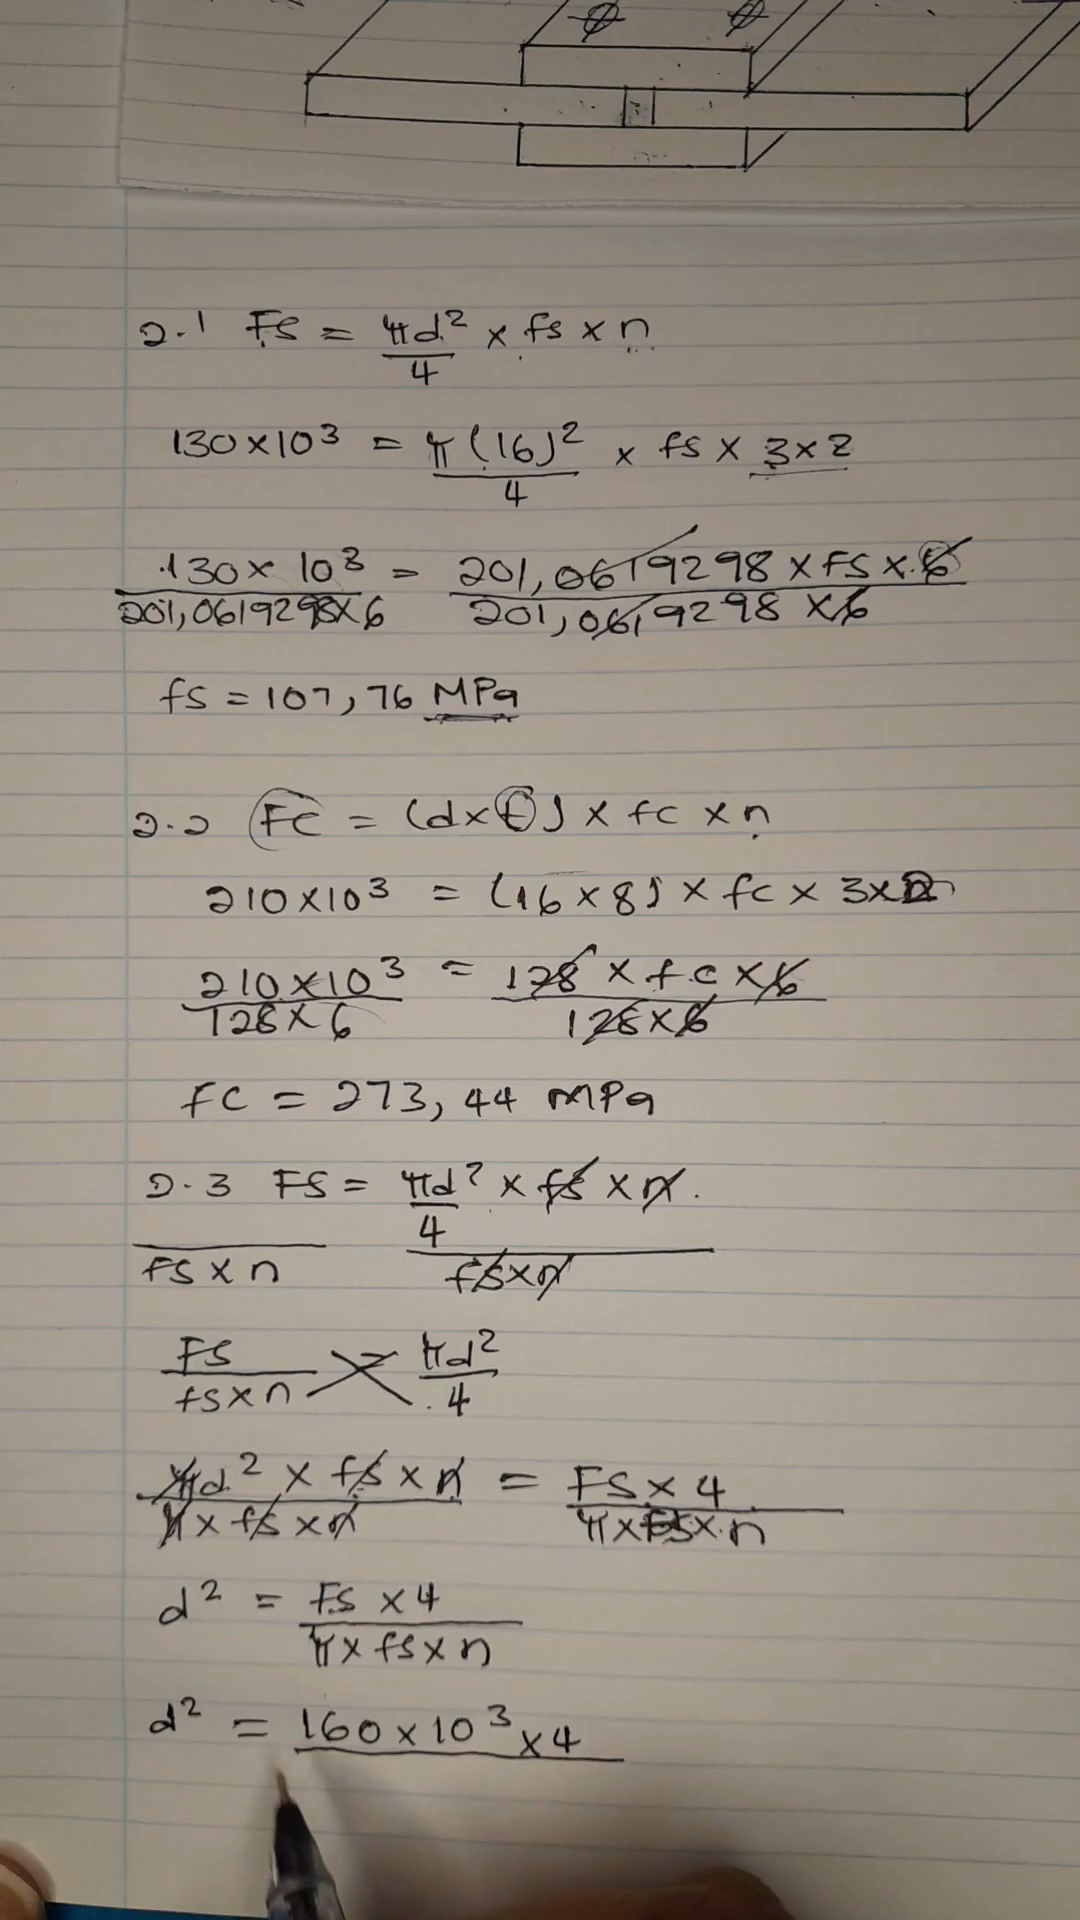 2.1 FS = πd²/4 × fs × n
130×10³ = π(16)²/4 × fs × 3×2
130×10³/201,0619298×6 = 201,0619298×fs×6/201,0619298×6
fs = 107,76 MPa
2.2 FC = (d×t) × fc × n
210×10³ = (16×8) × fc × 3×2
210×10³/128×6 = 128×fc×6/128×6
FC = 273,44 MPa
2.3 FS = πd²/4 × fs × n
fs×n fs×n
FS/fs×n = πd²/4
πd² × fs × n/π × fs × n = FS×4/π×fs×n
d² = FS×4/π×fs×n
d² = 160×10³×4